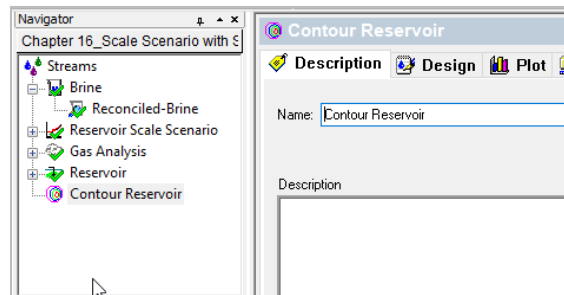 Navigator
Chapter 16_Scale Scenario with S
Streams
Brine
Reconciled-Brine
Reservoir Scale Scenario
Gas Analysis
Reservoir
Contour Reservoir
Contour Reservoir
Description Design Plot
Name: Contour Reservoir
Description